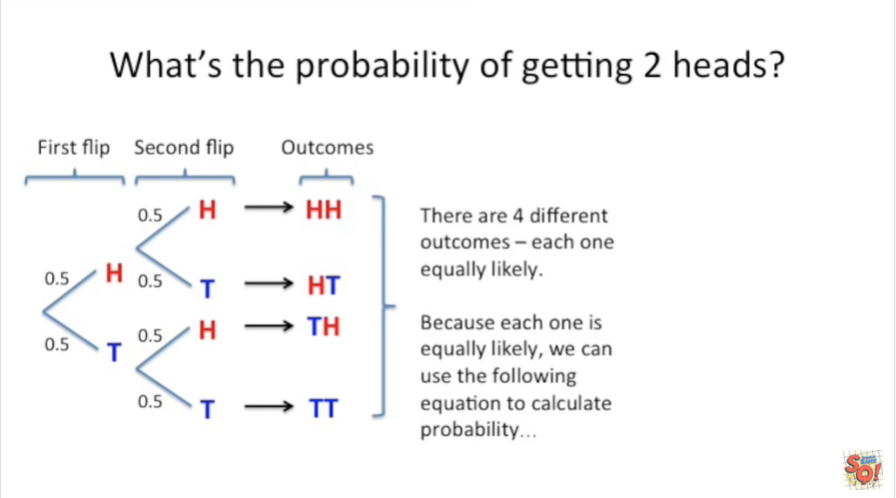 What's the probability of getting 2 heads?
First flip Second flip Outcomes
0.5 H HH
0.5 H 0.5 T HT
0.5 T 0.5 H TH
0.5 T TT
There are 4 different
outcomes – each one
equally likely.
Because each one is
equally likely, we can
use the following
equation to calculate
probability...
SQ!